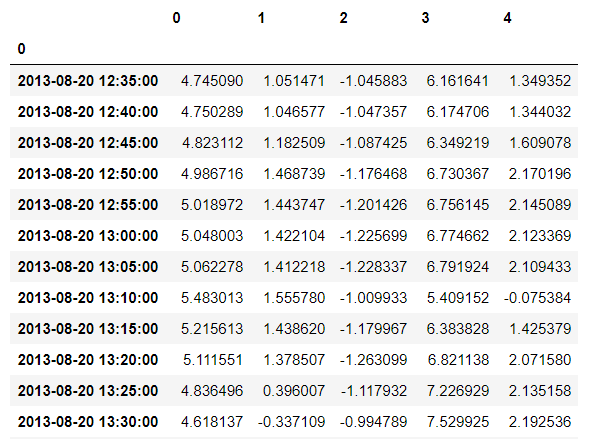 0 1 2 3 4
0
2013-08-20 12:35:00 4.745090 1.051471 -1.045883 6.161641 1.349352
2013-08-20 12:40:00 4.750289 1.046577 -1.047357 6.174706 1.344032
2013-08-20 12:45:00 4.823112 1.182509 -1.087425 6.349219 1.609078
2013-08-20 12:50:00 4.986716 1.468739 -1.176468 6.730367 2.170196
2013-08-20 12:55:00 5.018972 1.443747 -1.201426 6.756145 2.145089
2013-08-20 13:00:00 5.048003 1.422104 -1.225699 6.774662 2.123369
2013-08-20 13:05:00 5.062278 1.412218 -1.228337 6.791924 2.109433
2013-08-20 13:10:00 5.483013 1.555780 -1.009933 5.409152 -0.075384
2013-08-20 13:15:00 5.215613 1.438620 -1.179967 6.383828 1.425379
2013-08-20 13:20:00 5.111551 1.378507 -1.263099 6.821138 2.071580
2013-08-20 13:25:00 4.836496 0.396007 -1.117932 7.226929 2.135158
2013-08-20 13:30:00 4.618137 -0.337109 -0.994789 7.529925 2.192536